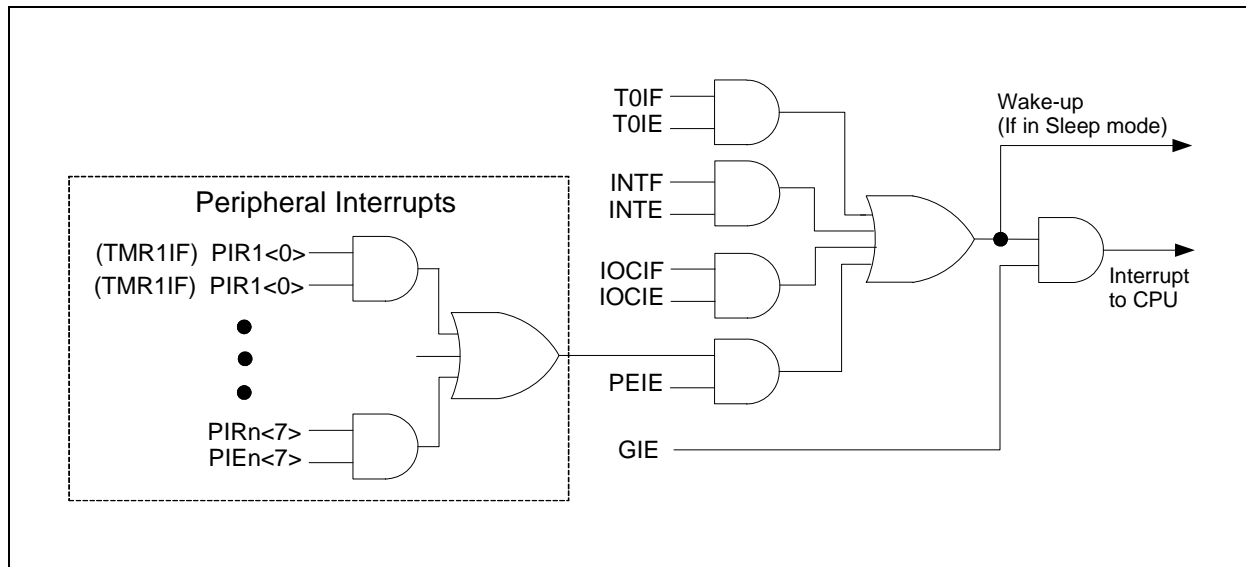 T0IF
T0IE
Wake-up
(If in Sleep mode)
Peripheral Interrupts
INTF
INTE
(TMR1IF) PIR1<0>
(TMR1IF) PIR1<0>
IOCIF
IOCIE
Interrupt
to CPU
PEIE
PIRn<7>
PIEn<7>
GIE